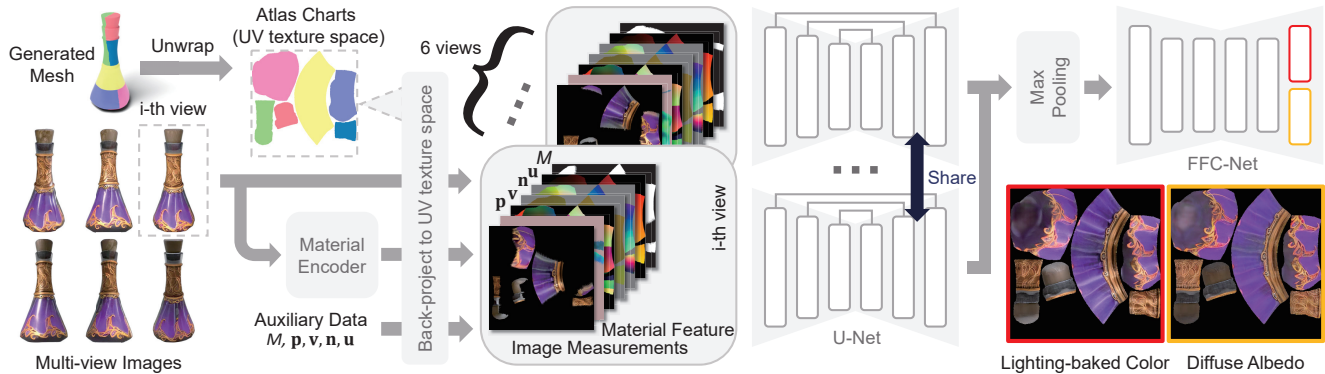 Generated
Mesh
Unwrap
Atlas Charts
(UV texture space)
6 views
i-th view
Back-project to UV texture space
M
u
n
v
p
i-th view
Material
Encoder
Auxiliary Data
M, p, v, n, u
Multi-view Images
Material Feature
Image Measurements
Share
U-Net
Max
Pooling
FFC-Net
Lighting-baked Color
Diffuse Albedo